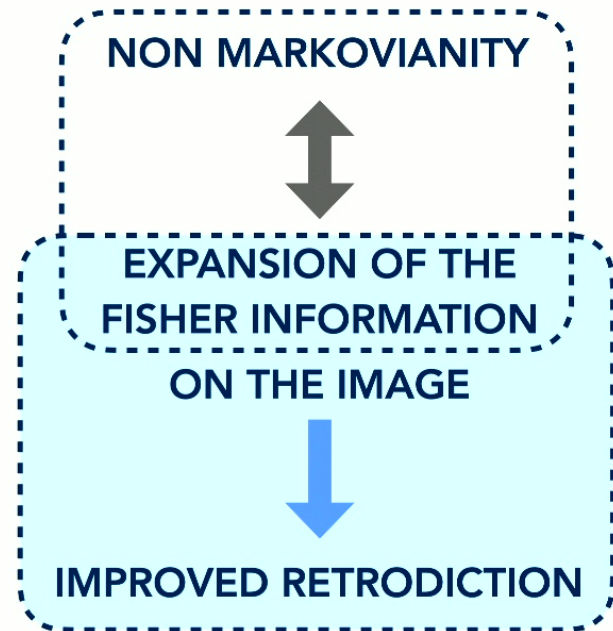 NON MARKOVIANITY
EXPANSION OF THE
FISHER INFORMATION
ON THE IMAGE
IMPROVED RETRODICTION